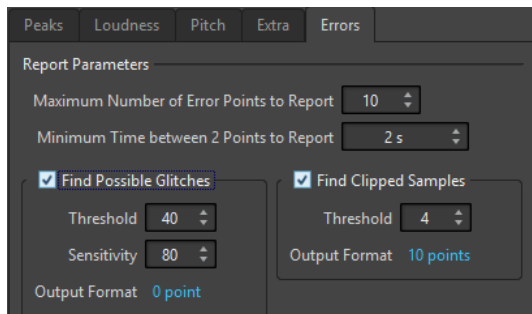 Peaks Loudness Pitch Extra Errors
Report Parameters
Maximum Number of Error Points to Report 10
Minimum Time between 2 Points to Report 2 s
Find Possible Glitches
Threshold 40
Sensitivity 80
Output Format 0 point
Find Clipped Samples
Threshold 4
Output Format 10 points